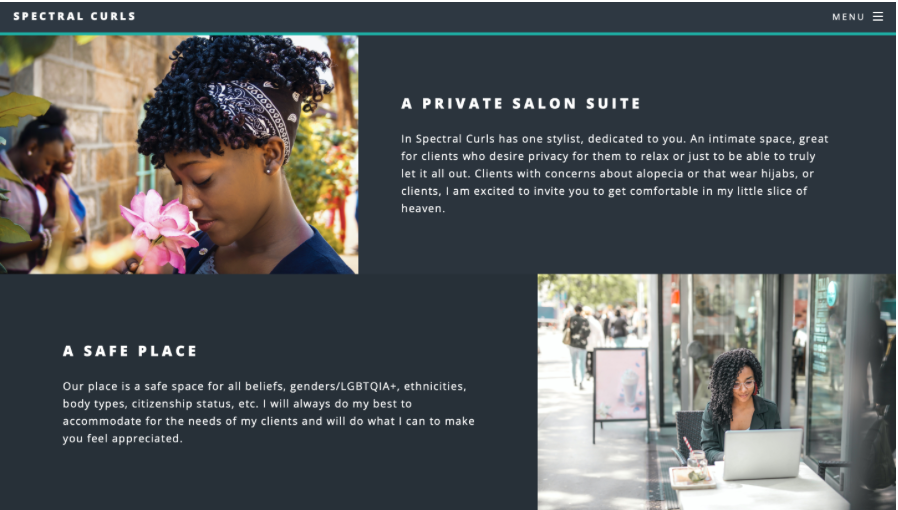 SPECTRAL CURLS
MENU
A PRIVATE SALON SUITE
In Spectral Curls has one stylist, dedicated to you. An intimate space, great
for clients who desire privacy for them to relax or just to be able to truly
let it all out. Clients with concerns about alopecia or that wear hijabs, or
clients, I am excited to invite you to get comfortable in my little slice of
heaven.
A SAFE PLACE
Our place is a safe space for all beliefs, genders/LGBTQIA+, ethnicities,
body types, citizenship status, etc. I will always do my best to
accommodate for the needs of my clients and will do what I can to make
you feel appreciated.